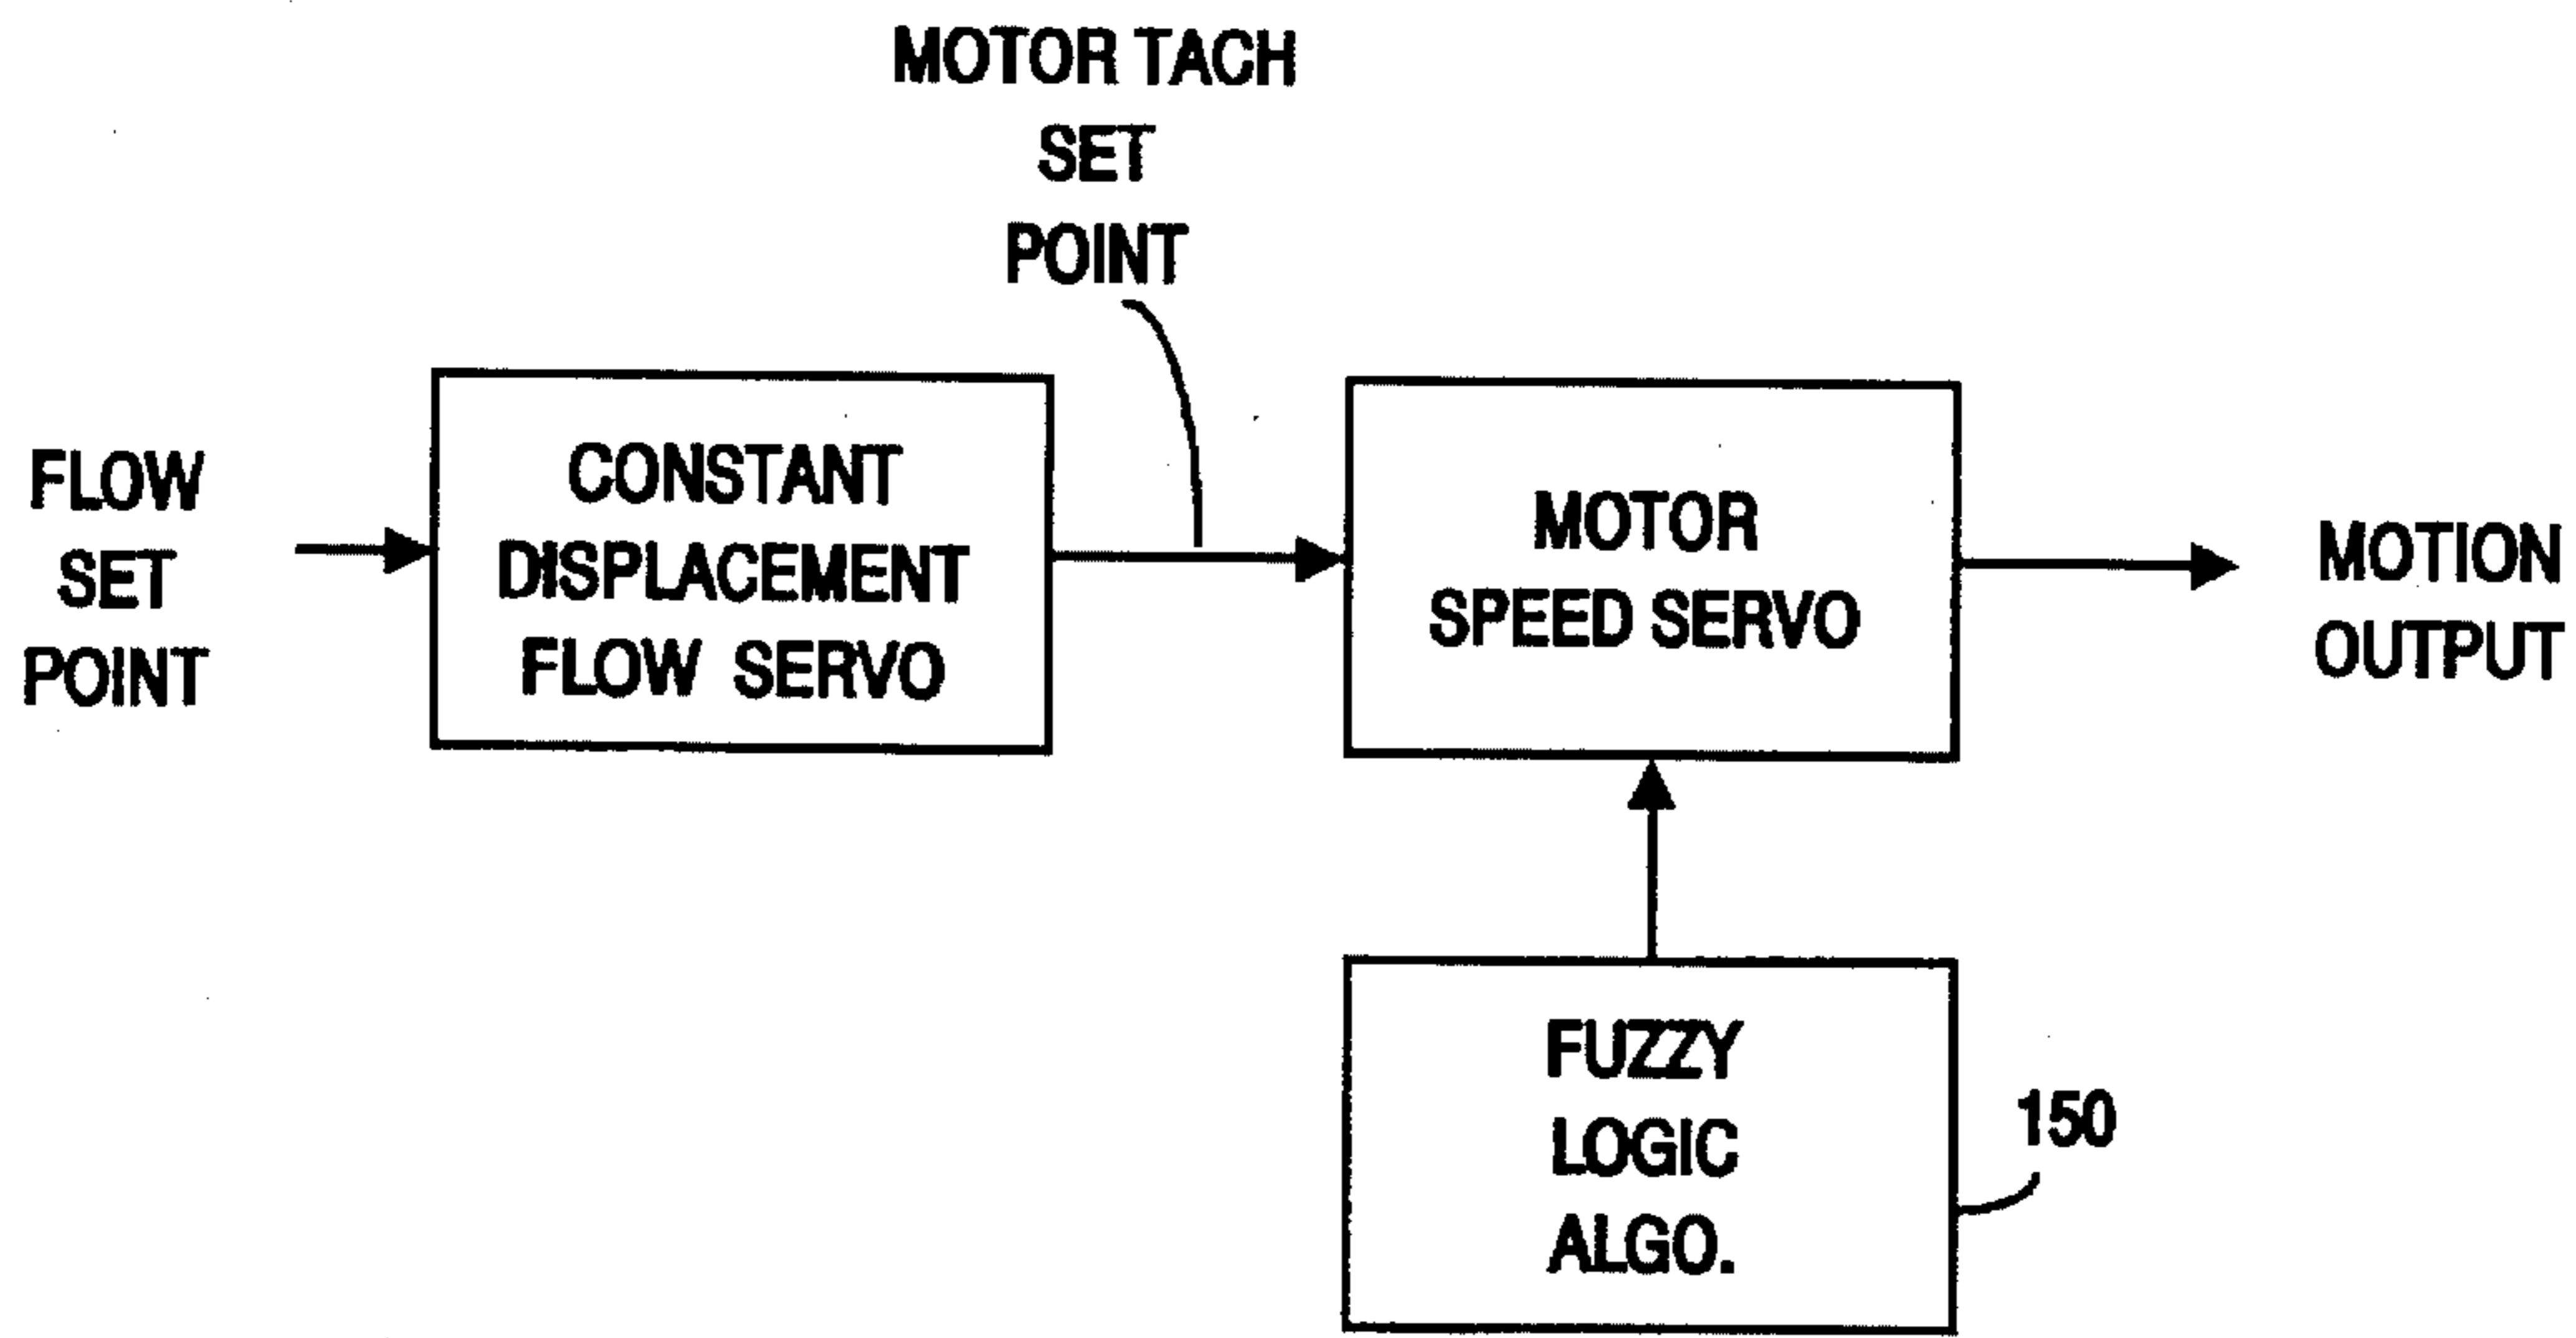 MOTOR TACH
SET
POINT
FLOW
SET
POINT
CONSTANT
DISPLACEMENT
FLOW SERVO
MOTOR
SPEED SERVO
MOTION
OUTPUT
FUZZY
LOGIC
ALGO.
150